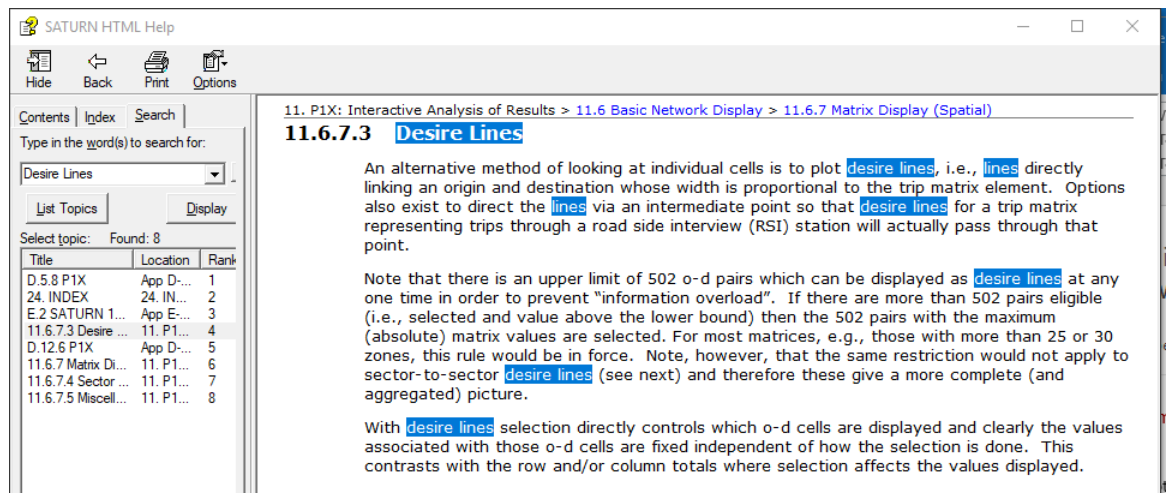 SATURN HTML Help
Hide Back Print Options
Contents Index Search
Type in the word(s) to search for:
Desire Lines
List Topics Display
Select topic: Found: 8
Title Location Rank
D.5.8 P1X App D-... 1
24. INDEX 24. IN... 2
E.2 SATURN 1... App E-... 3
11.6.7.3 Desire ... 11. P1... 4
D.12.6 P1X App D-... 5
11.6.7 Matrix Di... 11. P1... 6
11.6.7.4 Sector ... 11. P1... 7
11.6.7.5 Miscell... 11. P1... 8
11. P1X: Interactive Analysis of Results > 11.6 Basic Network Display > 11.6.7 Matrix Display (Spatial)
11.6.7.3 Desire Lines
An alternative method of looking at individual cells is to plot desire lines, i.e., lines directly
linking an origin and destination whose width is proportional to the trip matrix element. Options
also exist to direct the lines via an intermediate point so that desire lines for a trip matrix
representing trips through a road side interview (RSI) station will actually pass through that
point.
Note that there is an upper limit of 502 o-d pairs which can be displayed as desire lines at any
one time in order to prevent “information overload”. If there are more than 502 pairs eligible
(i.e., selected and value above the lower bound) then the 502 pairs with the maximum
(absolute) matrix values are selected. For most matrices, e.g., those with more than 25 or 30
zones, this rule would be in force. Note, however, that the same restriction would not apply to
sector-to-sector desire lines (see next) and therefore these give a more complete (and
aggregated) picture.
With desire lines selection directly controls which o-d cells are displayed and clearly the values
associated with those o-d cells are fixed independent of how the selection is done. This
contrasts with the row and/or column totals where selection affects the values displayed.